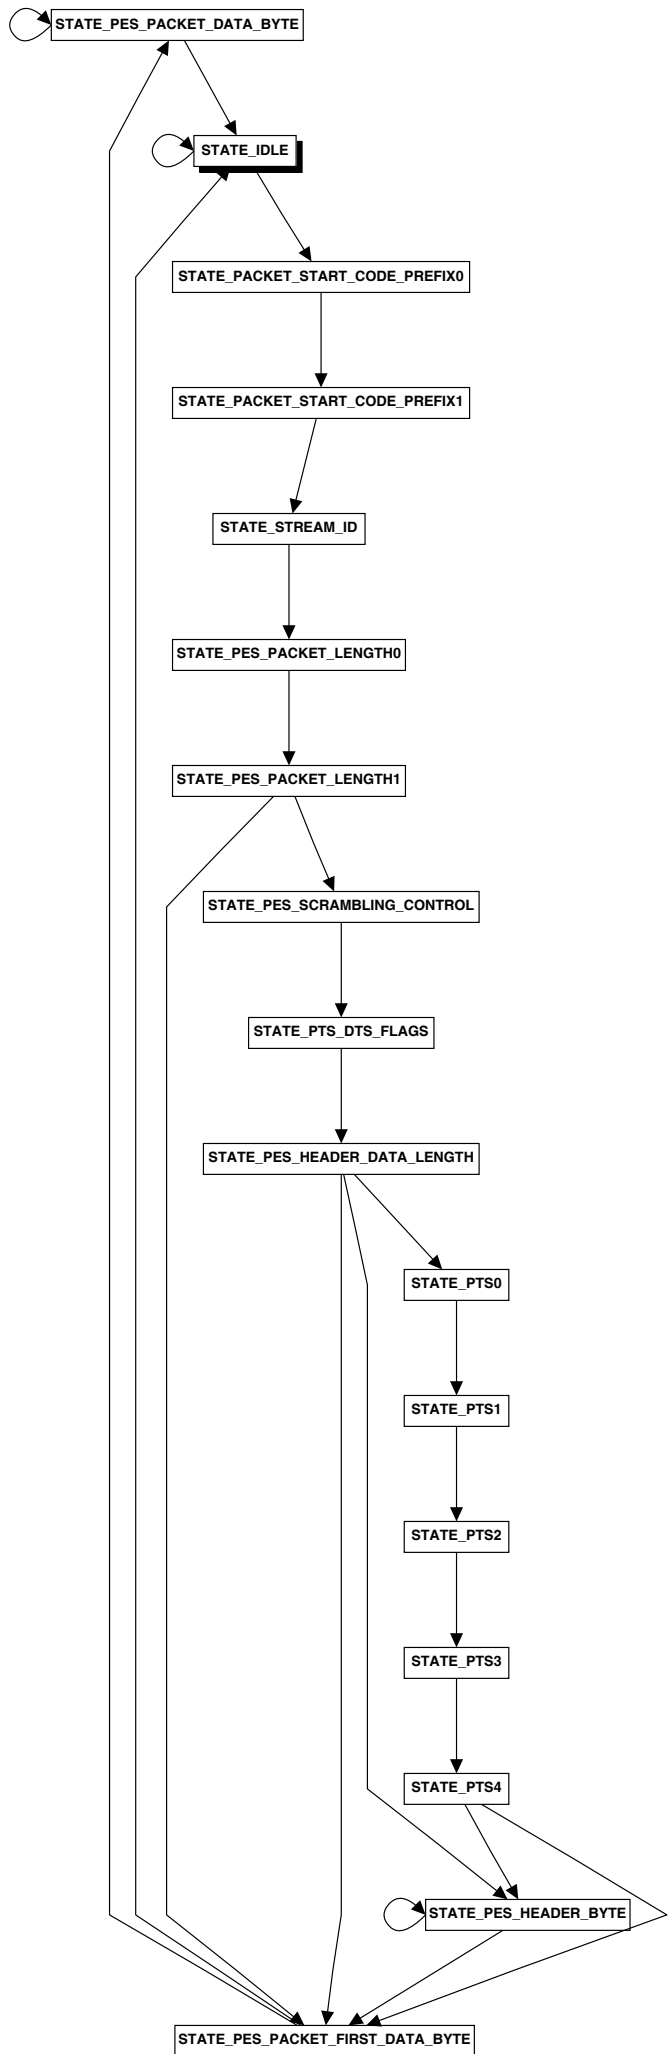 STATE_PES_PACKET_DATA_BYTE
STATE_IDLE
STATE_PACKET_START_CODE_PREFIX0
STATE_PACKET_START_CODE_PREFIX1
STATE_STREAM_ID
STATE_PES_PACKET_LENGTH0
STATE_PES_PACKET_LENGTH1
STATE_PES_SCRAMBLING_CONTROL
STATE_PTS_DTS_FLAGS
STATE_PES_HEADER_DATA_LENGTH
STATE_PTS0
STATE_PTS1
STATE_PTS2
STATE_PTS3
STATE_PTS4
STATE_PES_HEADER_BYTE
STATE_PES_PACKET_FIRST_DATA_BYTE